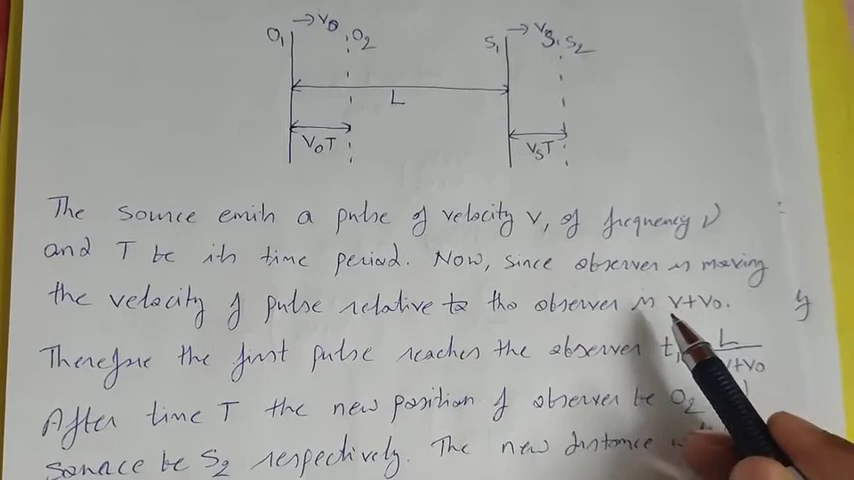 O₁ → v₀ O₂ S₁ → vS S₂
L
V₀T vₛT
The source emits a pulse of velocity v, of frequency ν
and T be its time period. Now, since observer is moving
the velocity of pulse relative to the observer is v+v₀.
Therefore the first pulse reaches the observer t₁ L
v+v₀
After time T the new position of observer be O₂
source be S₂ respectively. The new distance